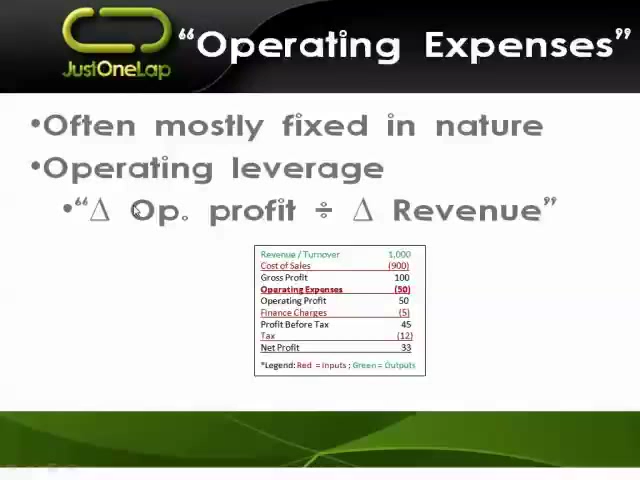 JustOneLap
“Operating Expenses”
•Often mostly fixed in nature
•Operating leverage
•“Δ Op. profit ÷ Δ Revenue”
Revenue / Turnover 1,000
Cost of Sales (900)
Gross Profit 100
Operating Expenses (50)
Operating Profit 50
Finance Charges (5)
Profit Before Tax 45
Tax (12)
Net Profit 33
*Legend: Red = Inputs ; Green = Outputs